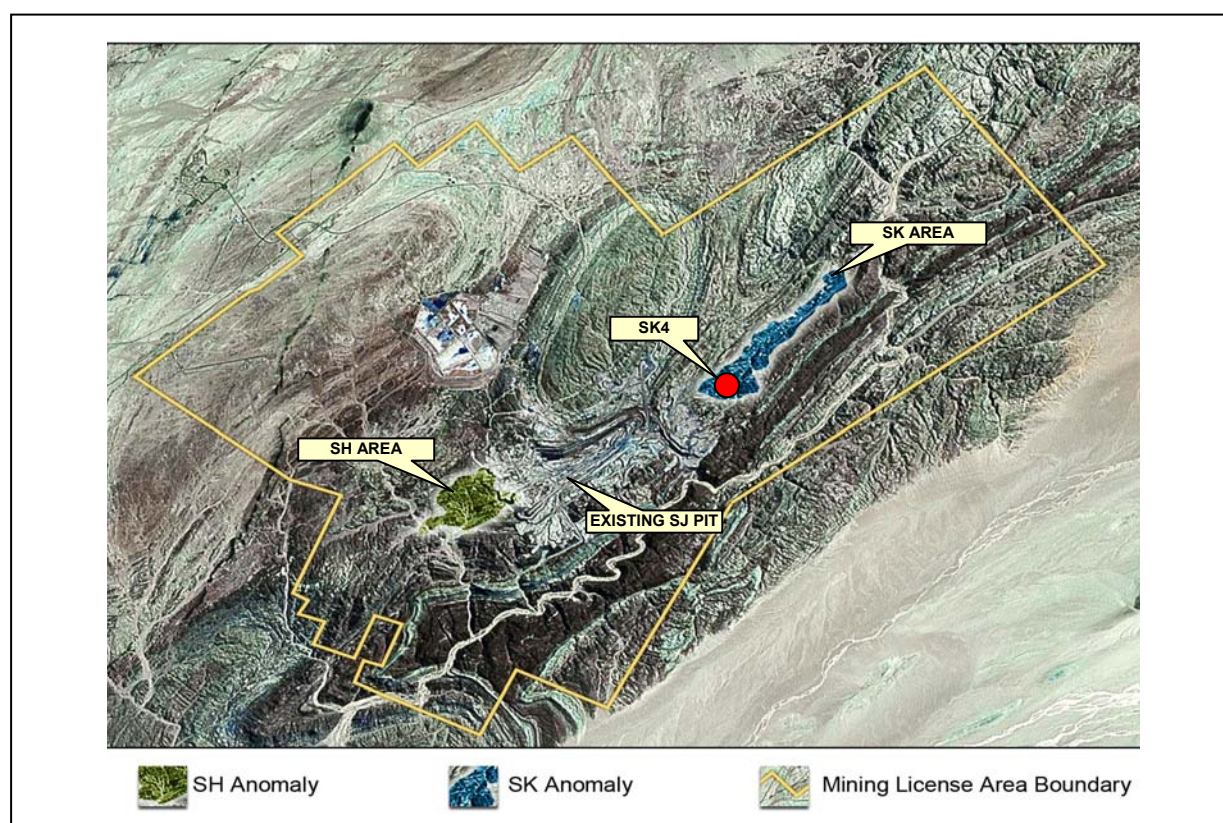 SK AREA
SK4
SH AREA
EXISTING SJ PIT
SH Anomaly
SK Anomaly
Mining License Area Boundary